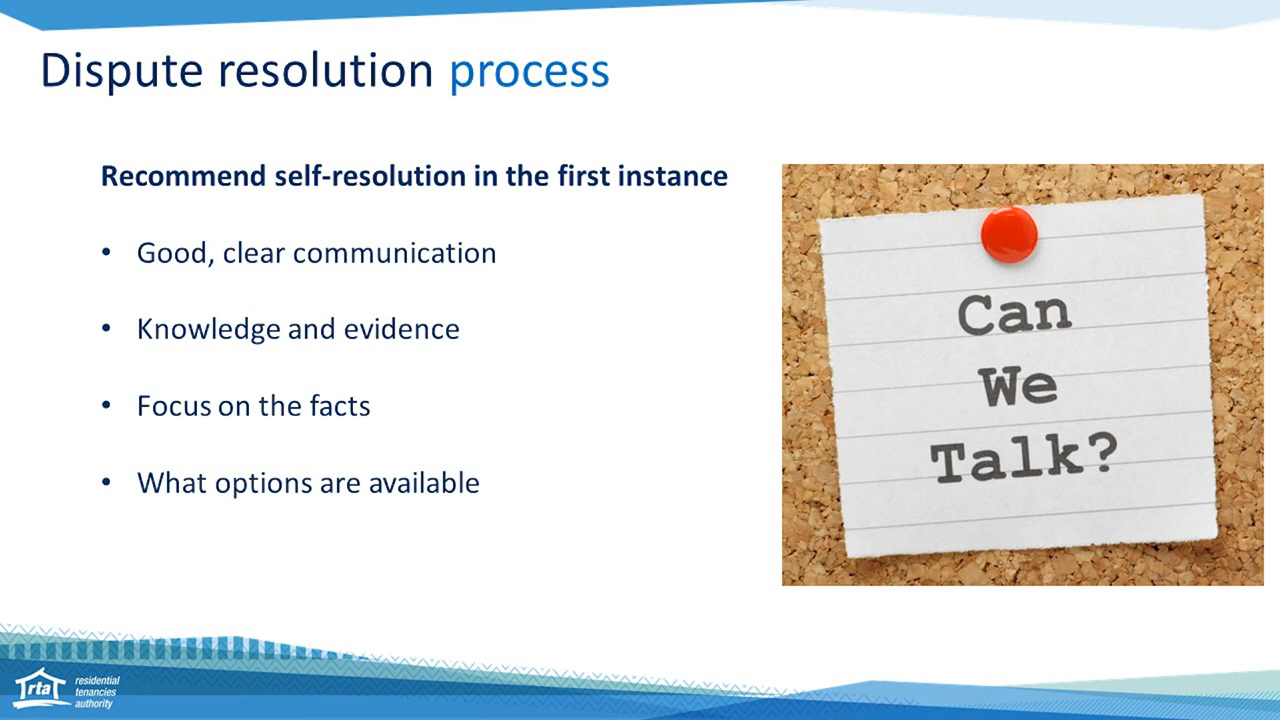 Dispute resolution process
Recommend self-resolution in the first instance
• Good, clear communication
• Knowledge and evidence
• Focus on the facts
• What options are available
Can
We
Talk?
rta
residential
tenancies
authority